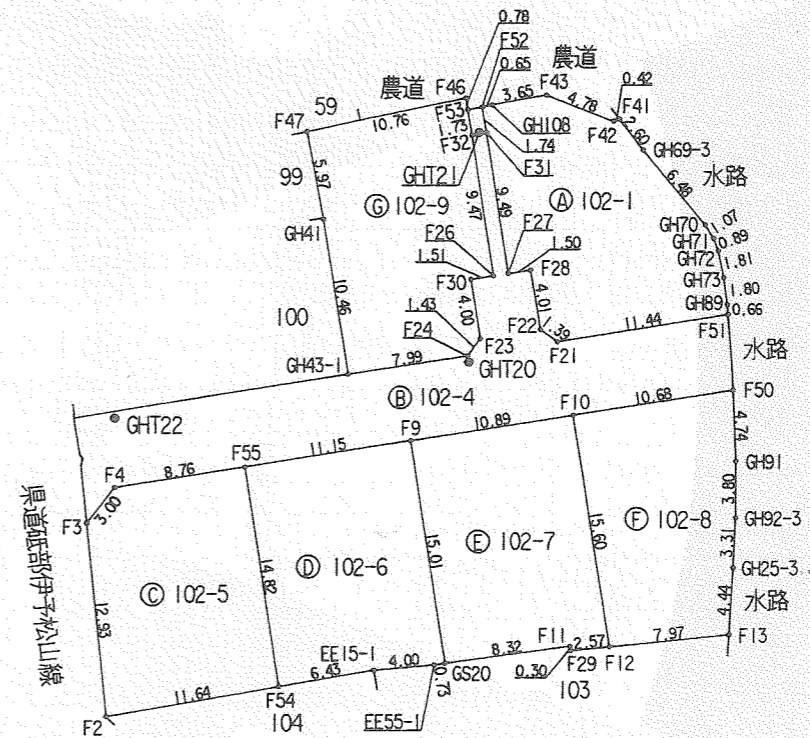 0.78
F52
農道
0.65
農道
F46
F43
0.42
59
F53
3.65
4.78
F41
F47
10.76
F42
2.60
1.73
GH108
F32
1.74
GH69-3
99
5.97
GHT21
F31
水路
6.48
Ⓖ 102-9
9.47
9.49
Ⓐ 102-1
GH70
1.07
GH41
F26
F27
GH71
0.89
1.51
1.50
GH72
1.81
F30
F28
GH73
1.80
100
10.46
1.43
4.00
4.01
GH89
0.66
F24
F22
1.39
11.44
F51
F23
F21
水路
GH43-1
7.99
GHT20
Ⓑ 102-4
10.68
F50
GHT22
F10
10.89
4.74
F55
11.15
F9
F4
8.76
GH91
3.00
3.80
F3
Ⓕ 102-8
GH92-3
県道砥部伊予松山線
15.60
3.31
15.01
Ⓔ 102-7
Ⓓ 102-6
GH25-3
Ⓒ 102-5
14.82
水路
12.93
4.44
EE15-1
F11
F13
8.32
2.57
7.97
4.00
GS20
F29
F12
6.43
0.73
0.30
103
11.64
F54
F2
104
EE55-1